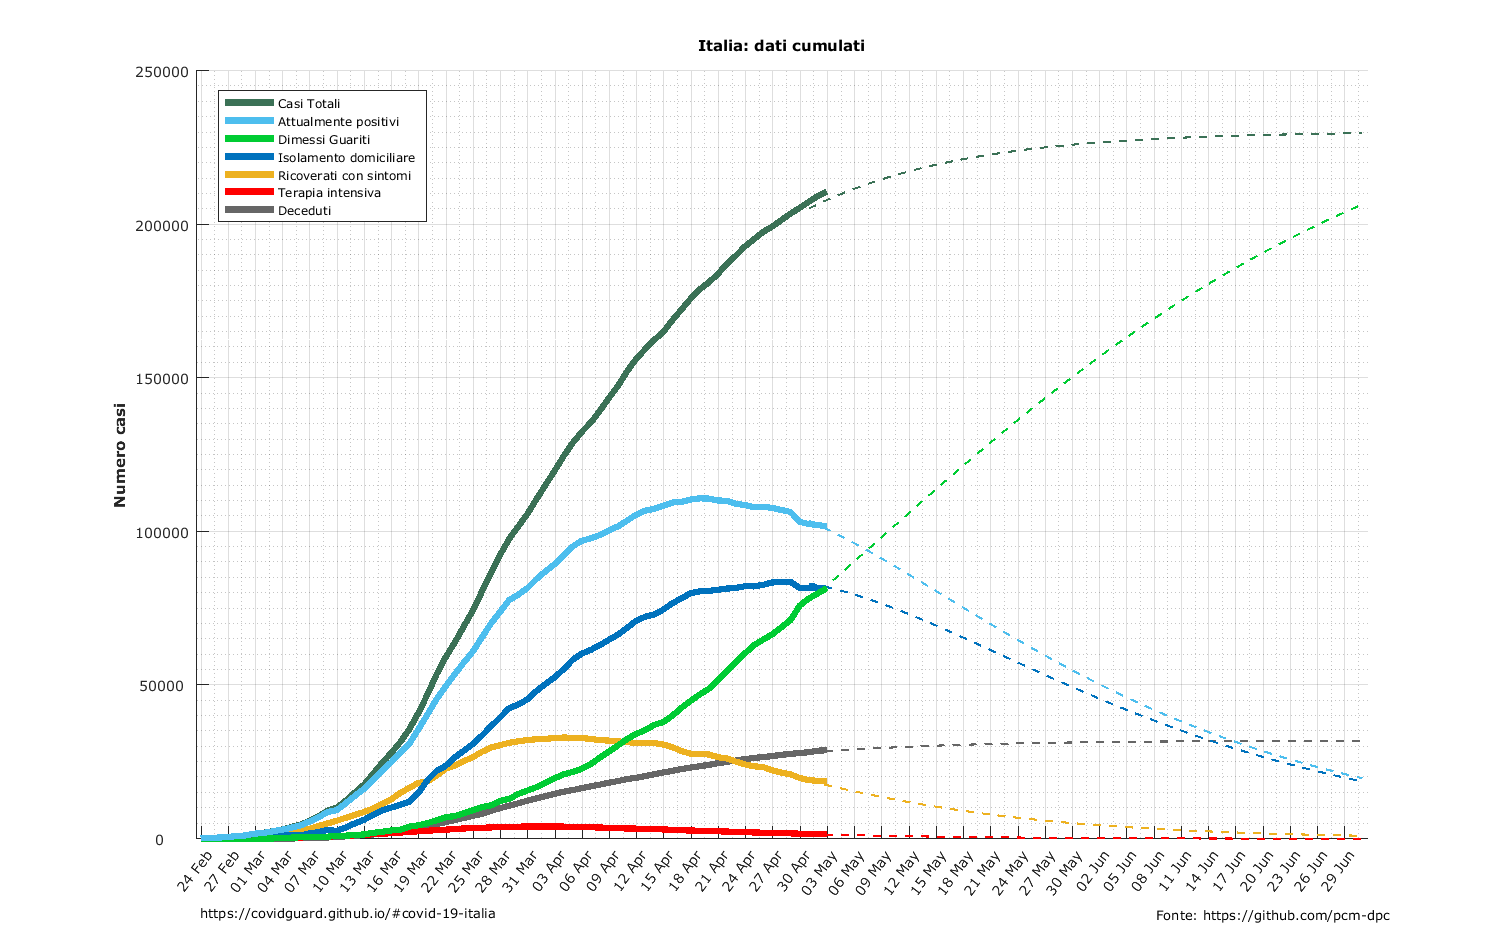 Italia: dati cumulati
250000
200000
150000
100000
50000
0
Numero casi
Casi Totali
Attualmente positivi
Dimessi Guariti
Isolamento domiciliare
Ricoverati con sintomi
Terapia intensiva
Deceduti
24 Feb
27 Feb
01 Mar
04 Mar
07 Mar
10 Mar
13 Mar
16 Mar
19 Mar
22 Mar
25 Mar
28 Mar
31 Mar
03 Apr
06 Apr
09 Apr
12 Apr
15 Apr
18 Apr
21 Apr
24 Apr
27 Apr
30 Apr
03 May
06 May
09 May
12 May
15 May
18 May
21 May
24 May
27 May
30 May
02 Jun
05 Jun
08 Jun
11 Jun
14 Jun
17 Jun
20 Jun
23 Jun
26 Jun
29 Jun
https://covidguard.github.io/#covid-19-italia
Fonte: https://github.com/pcm-dpc